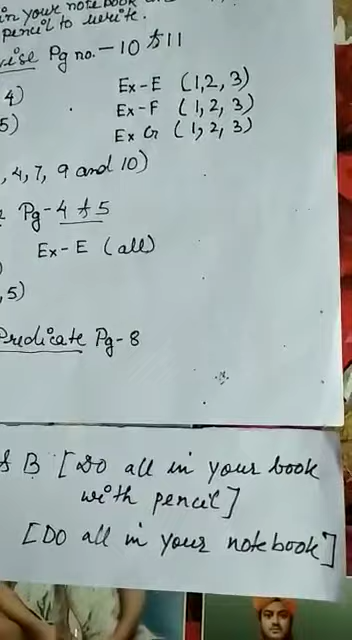 in your notebook and
pencil to write.
Pg no. - 10 & 11
4)
Ex - E (1,2,3)
5)
Ex - F (1,2,3)
Ex G (1,2,3)
, 4, 7, 9 and 10)
Pg - 4 & 5
Ex - E (all)
)
,5)
Predicate Pg - 8
& B [Do all in your book
with pencil]
[Do all in your notebook]